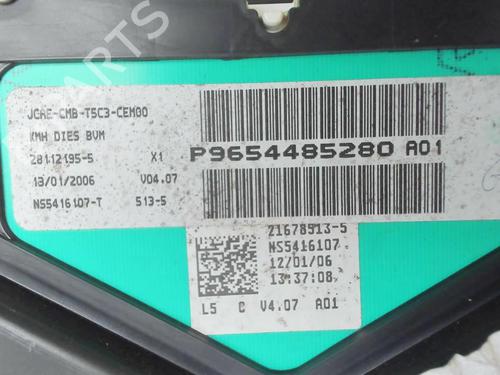 JCAE-CMB-T5C3-CEM00
KMH DIES BVM
28112195-5 X1
13/01/2006 V04.07
NS5416107-T 513-5
P9654485280 A01
21678513-5
NS5416107
12/01/06
13:37:08
L5 C V4.07 A01
B-PARTS